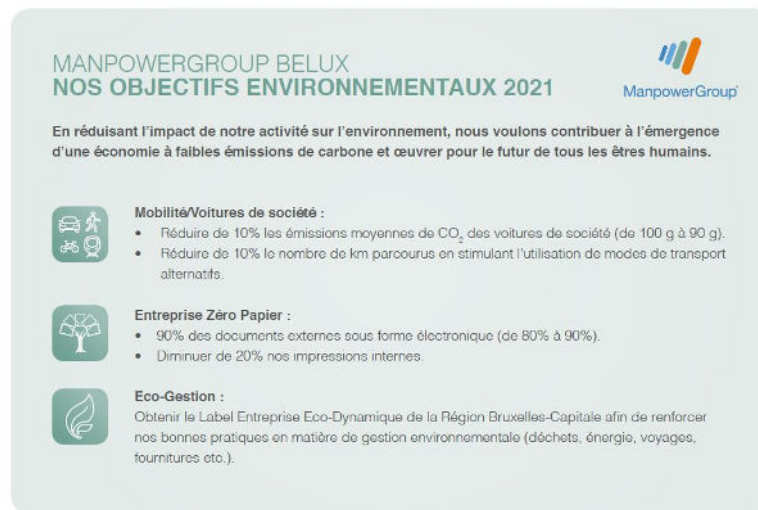 MANPOWERGROUP BELUX
NOS OBJECTIFS ENVIRONNEMENTAUX 2021
ManpowerGroup
En réduisant l'impact de notre activité sur l'environnement, nous voulons contribuer à l'émergence
d'une économie à faibles émissions de carbone et œuvrer pour le futur de tous les êtres humains.
Mobilité/Voitures de société :
• Réduire de 10% les émissions moyennes de CO₂ des voitures de société (de 100 g à 90 g).
• Réduire de 10% le nombre de km parcourus en stimulant l'utilisation de modes de transport
alternatifs.
Entreprise Zéro Papier :
• 90% des documents externes sous forme électronique (de 80% à 90%).
• Diminuer de 20% nos impressions internes.
Eco-Gestion :
Obtenir le Label Entreprise Eco-Dynamique de la Région Bruxelles-Capitale afin de renforcer
nos bonnes pratiques en matière de gestion environnementale (déchets, énergie, voyages,
fournitures etc.).